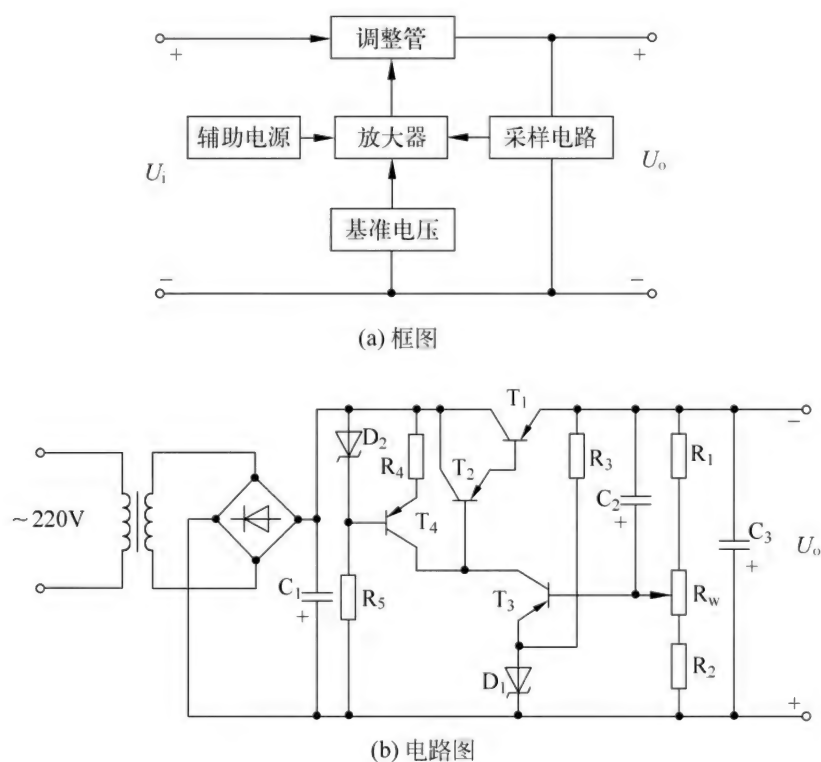 + 调整管 +
辅助电源 放大器 采样电路
Uᵢ Uₒ
基准电压
− −
(a) 框图
T₁
−
D₂ R₄ T₂ R₃ R₁
C₂
+
~220V T₄ C₃ Uₒ
+
C₁ R₅ T₃ R_w
+
D₁ R₂
+
(b) 电路图